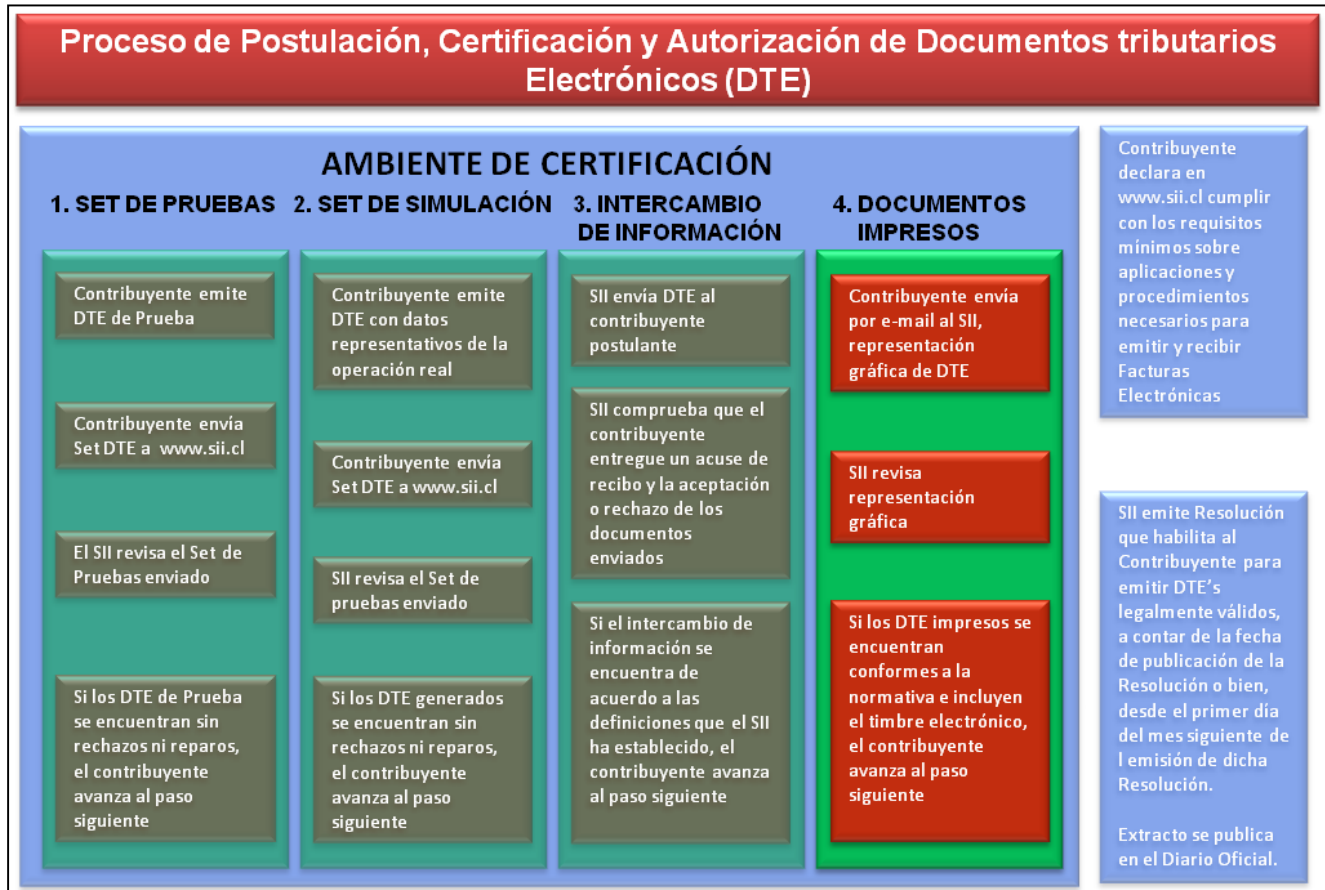 Proceso de Postulación, Certificación y Autorización de Documentos tributarios
Electrónicos (DTE)
AMBIENTE DE CERTIFICACIÓN
1. SET DE PRUEBAS
Contribuyente emite
DTE de Prueba
Contribuyente envía
Set DTE a www.sii.cl
El SII revisa el Set de
Pruebas enviado
Si los DTE de Prueba
se encuentran sin
rechazos ni reparos,
el contribuyente
avanza al paso
siguiente
2. SET DE SIMULACIÓN
Contribuyente emite
DTE con datos
representativos de la
operación real
Contribuyente envía
Set DTE a www.sii.cl
SII revisa el Set de
pruebas enviado
Si los DTE generados
se encuentran sin
rechazos ni reparos,
el contribuyente
avanza al paso
siguiente
3. INTERCAMBIO
DE INFORMACIÓN
SII envía DTE al
contribuyente
postulante
SII comprueba que el
contribuyente
entregue un acuse de
recibo y la aceptación
o rechazo de los
documentos
enviados
Si el intercambio de
información se
encuentra de
acuerdo a las
definiciones que el SII
ha establecido, el
contribuyente avanza
al paso siguiente
4. DOCUMENTOS
IMPRESOS
Contribuyente envía
por e-mail al SII,
representación
gráfica de DTE
SII revisa
representación
gráfica
Si los DTE impresos se
encuentran
conformes a la
normativa e incluyen
el timbre electrónico,
el contribuyente
avanza al paso
siguiente
Contribuyente
declara en
www.sii.cl cumplir
con los requisitos
mínimos sobre
aplicaciones y
procedimientos
necesarios para
emitir y recibir
Facturas
Electrónicas
SII emite Resolución
que habilita al
Contribuyente para
emitir DTE’s
legalmente válidos,
a contar de la fecha
de publicación de la
Resolución o bien,
desde el primer día
del mes siguiente de
l emisión de dicha
Resolución.
Extracto se publica
en el Diario Oficial.